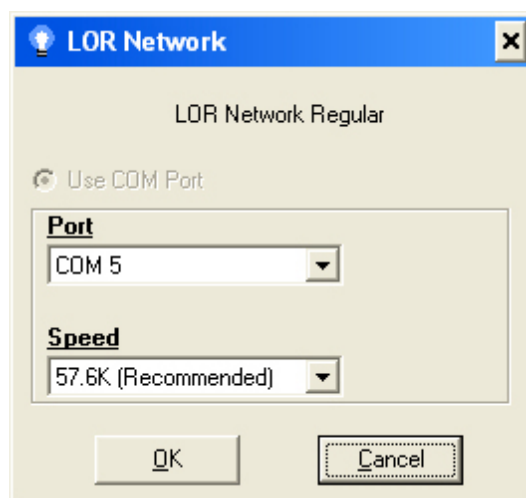 LOR Network
LOR Network Regular
Use COM Port
Port
COM 5
Speed
57.6K (Recommended)
OK
Cancel